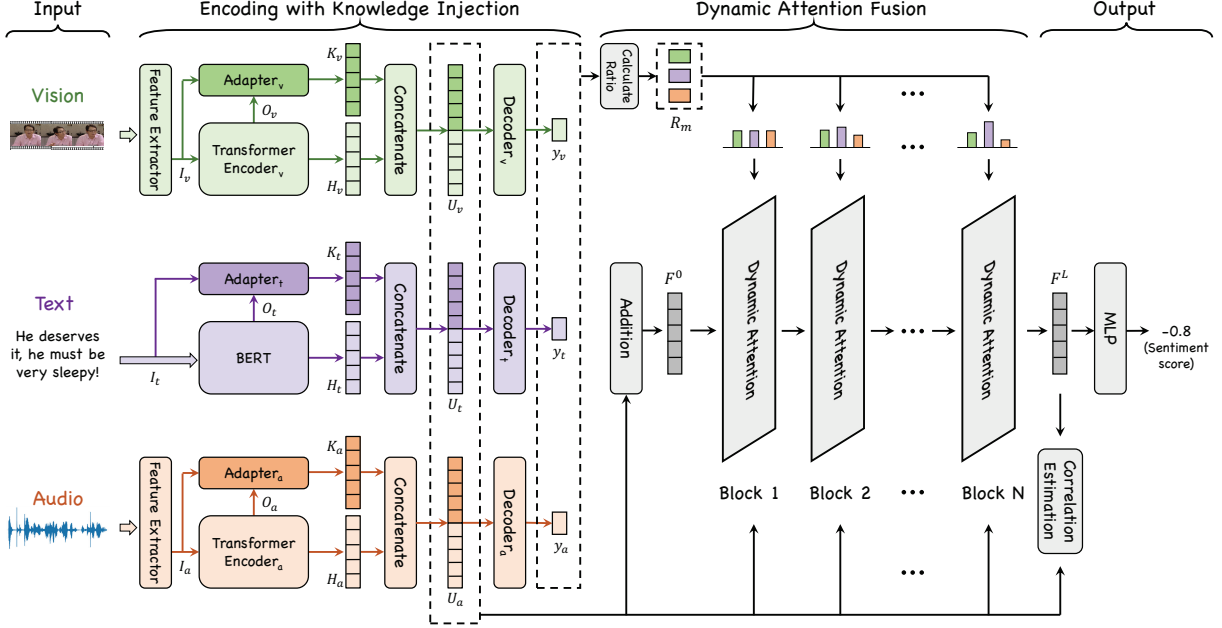 Input
Encoding with Knowledge Injection
Dynamic Attention Fusion
Output
Vision
Feature Extractor
I_v
Adapter_v
O_v
Transformer
Encoder_v
K_v
H_v
Concatenate
U_v
Decoder_v
y_v
Calculate
Ratio
R_m
...
...
Text
He deserves
it, he must be
very sleepy!
I_t
Adapter_t
O_t
BERT
K_t
H_t
Concatenate
U_t
Decoder_t
y_t
Addition
F^0
Dynamic Attention
Dynamic Attention
...
Dynamic Attention
F^L
MLP
-0.8
(Sentiment
score)
Block 1
Block 2
...
Block N
Correlation
Estimation
...
Audio
Feature Extractor
I_a
Adapter_a
O_a
Transformer
Encoder_a
K_a
H_a
Concatenate
U_a
Decoder_a
y_a